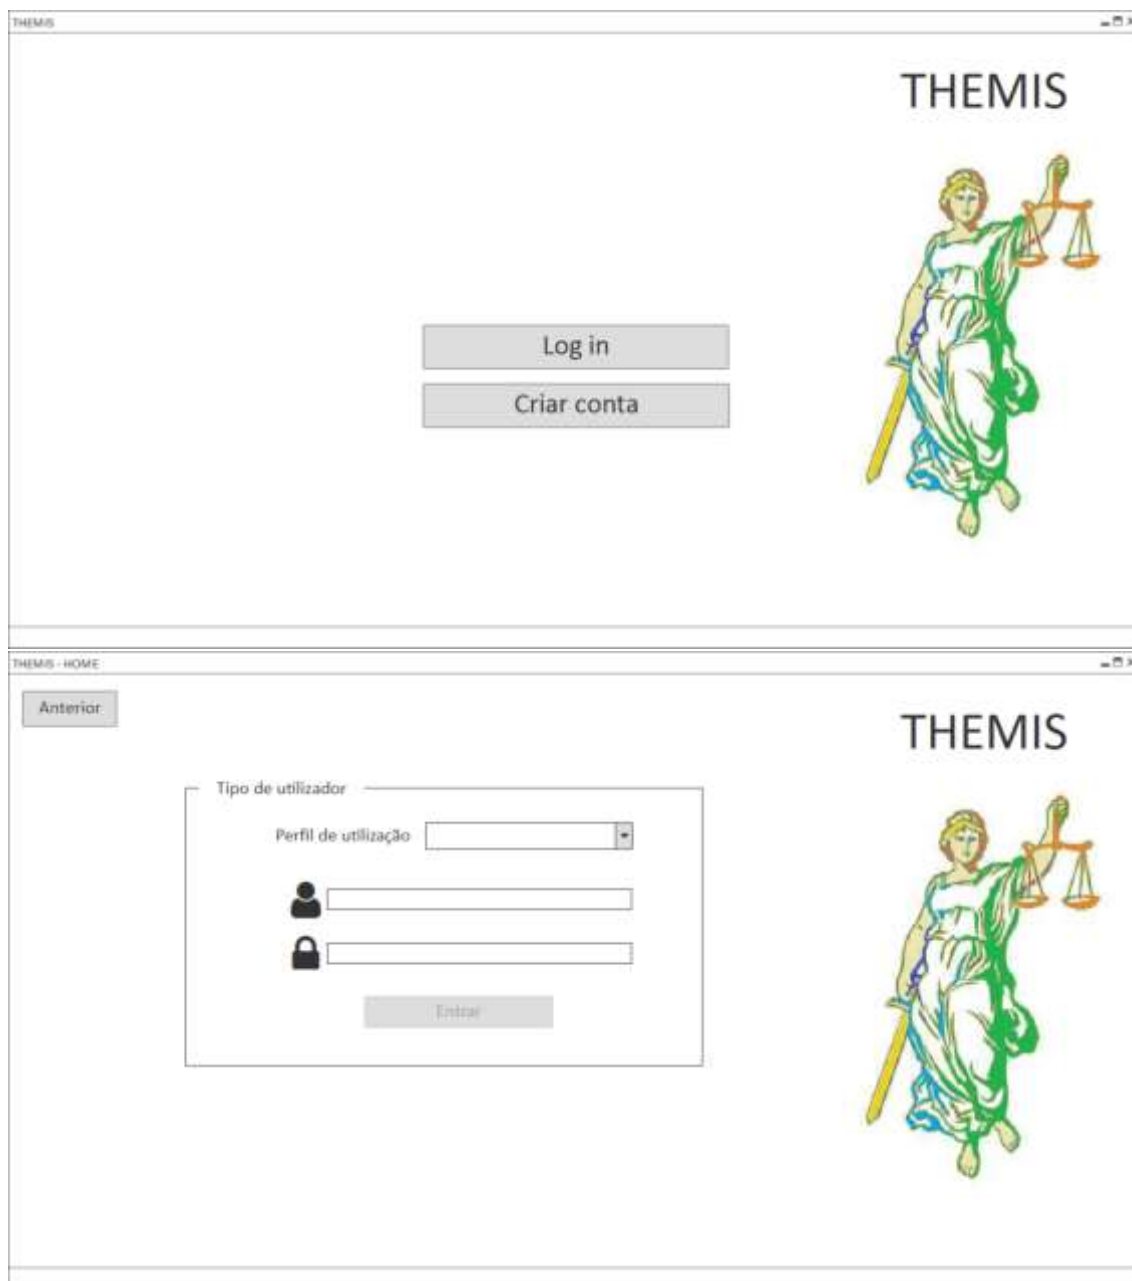 THEMIS
THEMIS
Log in
Criar conta
THEMIS - HOME
Anterior
THEMIS
Tipo de utilizador
Perfil de utilização
Entrar